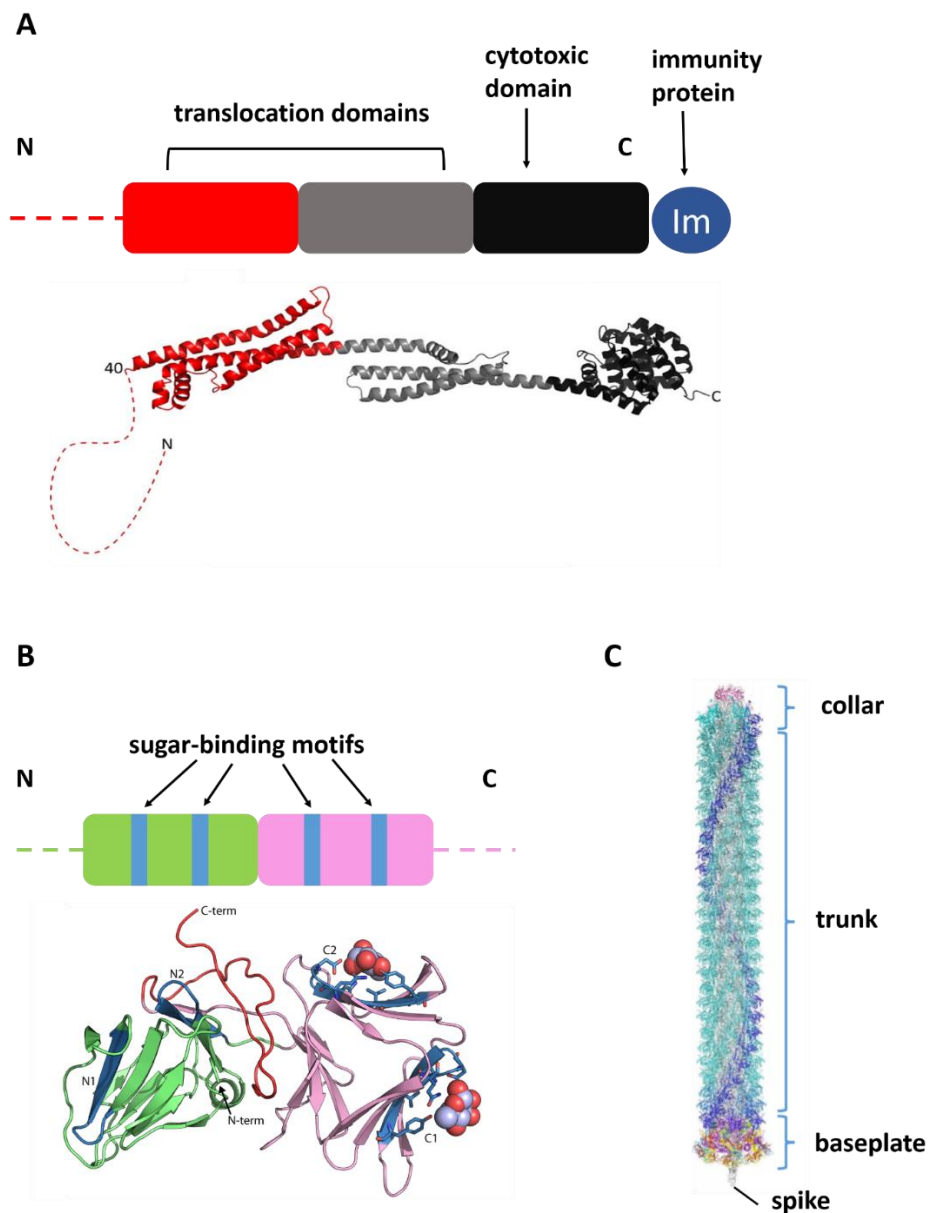 A
cytotoxic
domain
immunity
protein
translocation domains
N
C
Im
40
N
C
B
C
sugar-binding motifs
N
C
collar
C-term
C2
N2
trunk
N1
N-term
C1
baseplate
spike